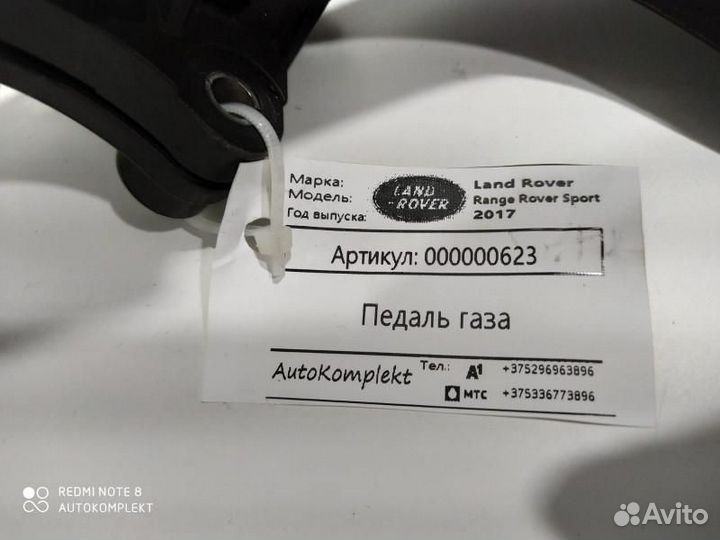 Марка:
Модель:
Год выпуска:
LAND
-ROVER
Land Rover
Range Rover Sport
2017
Артикул: 000000623
Педаль газа
AutoKomplekt
Тел.:
A1 +375296963896
МТС +375336773896
REDMI NOTE 8
AUTOKOMPLEKT
Avito